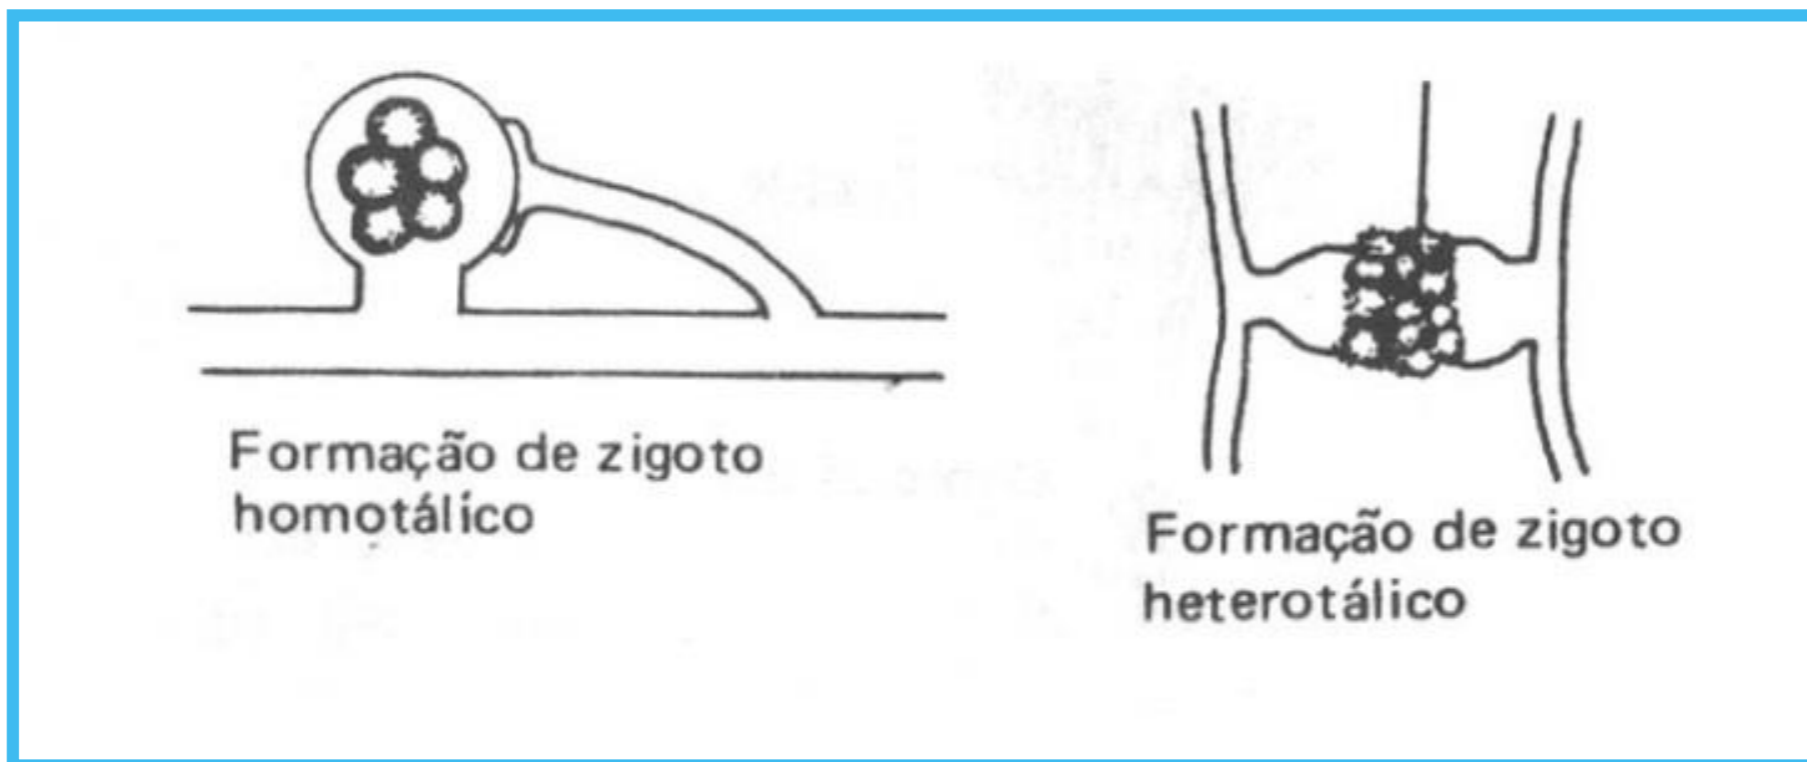 Formação de zigoto
homotálico
Formação de zigoto
heterotálico